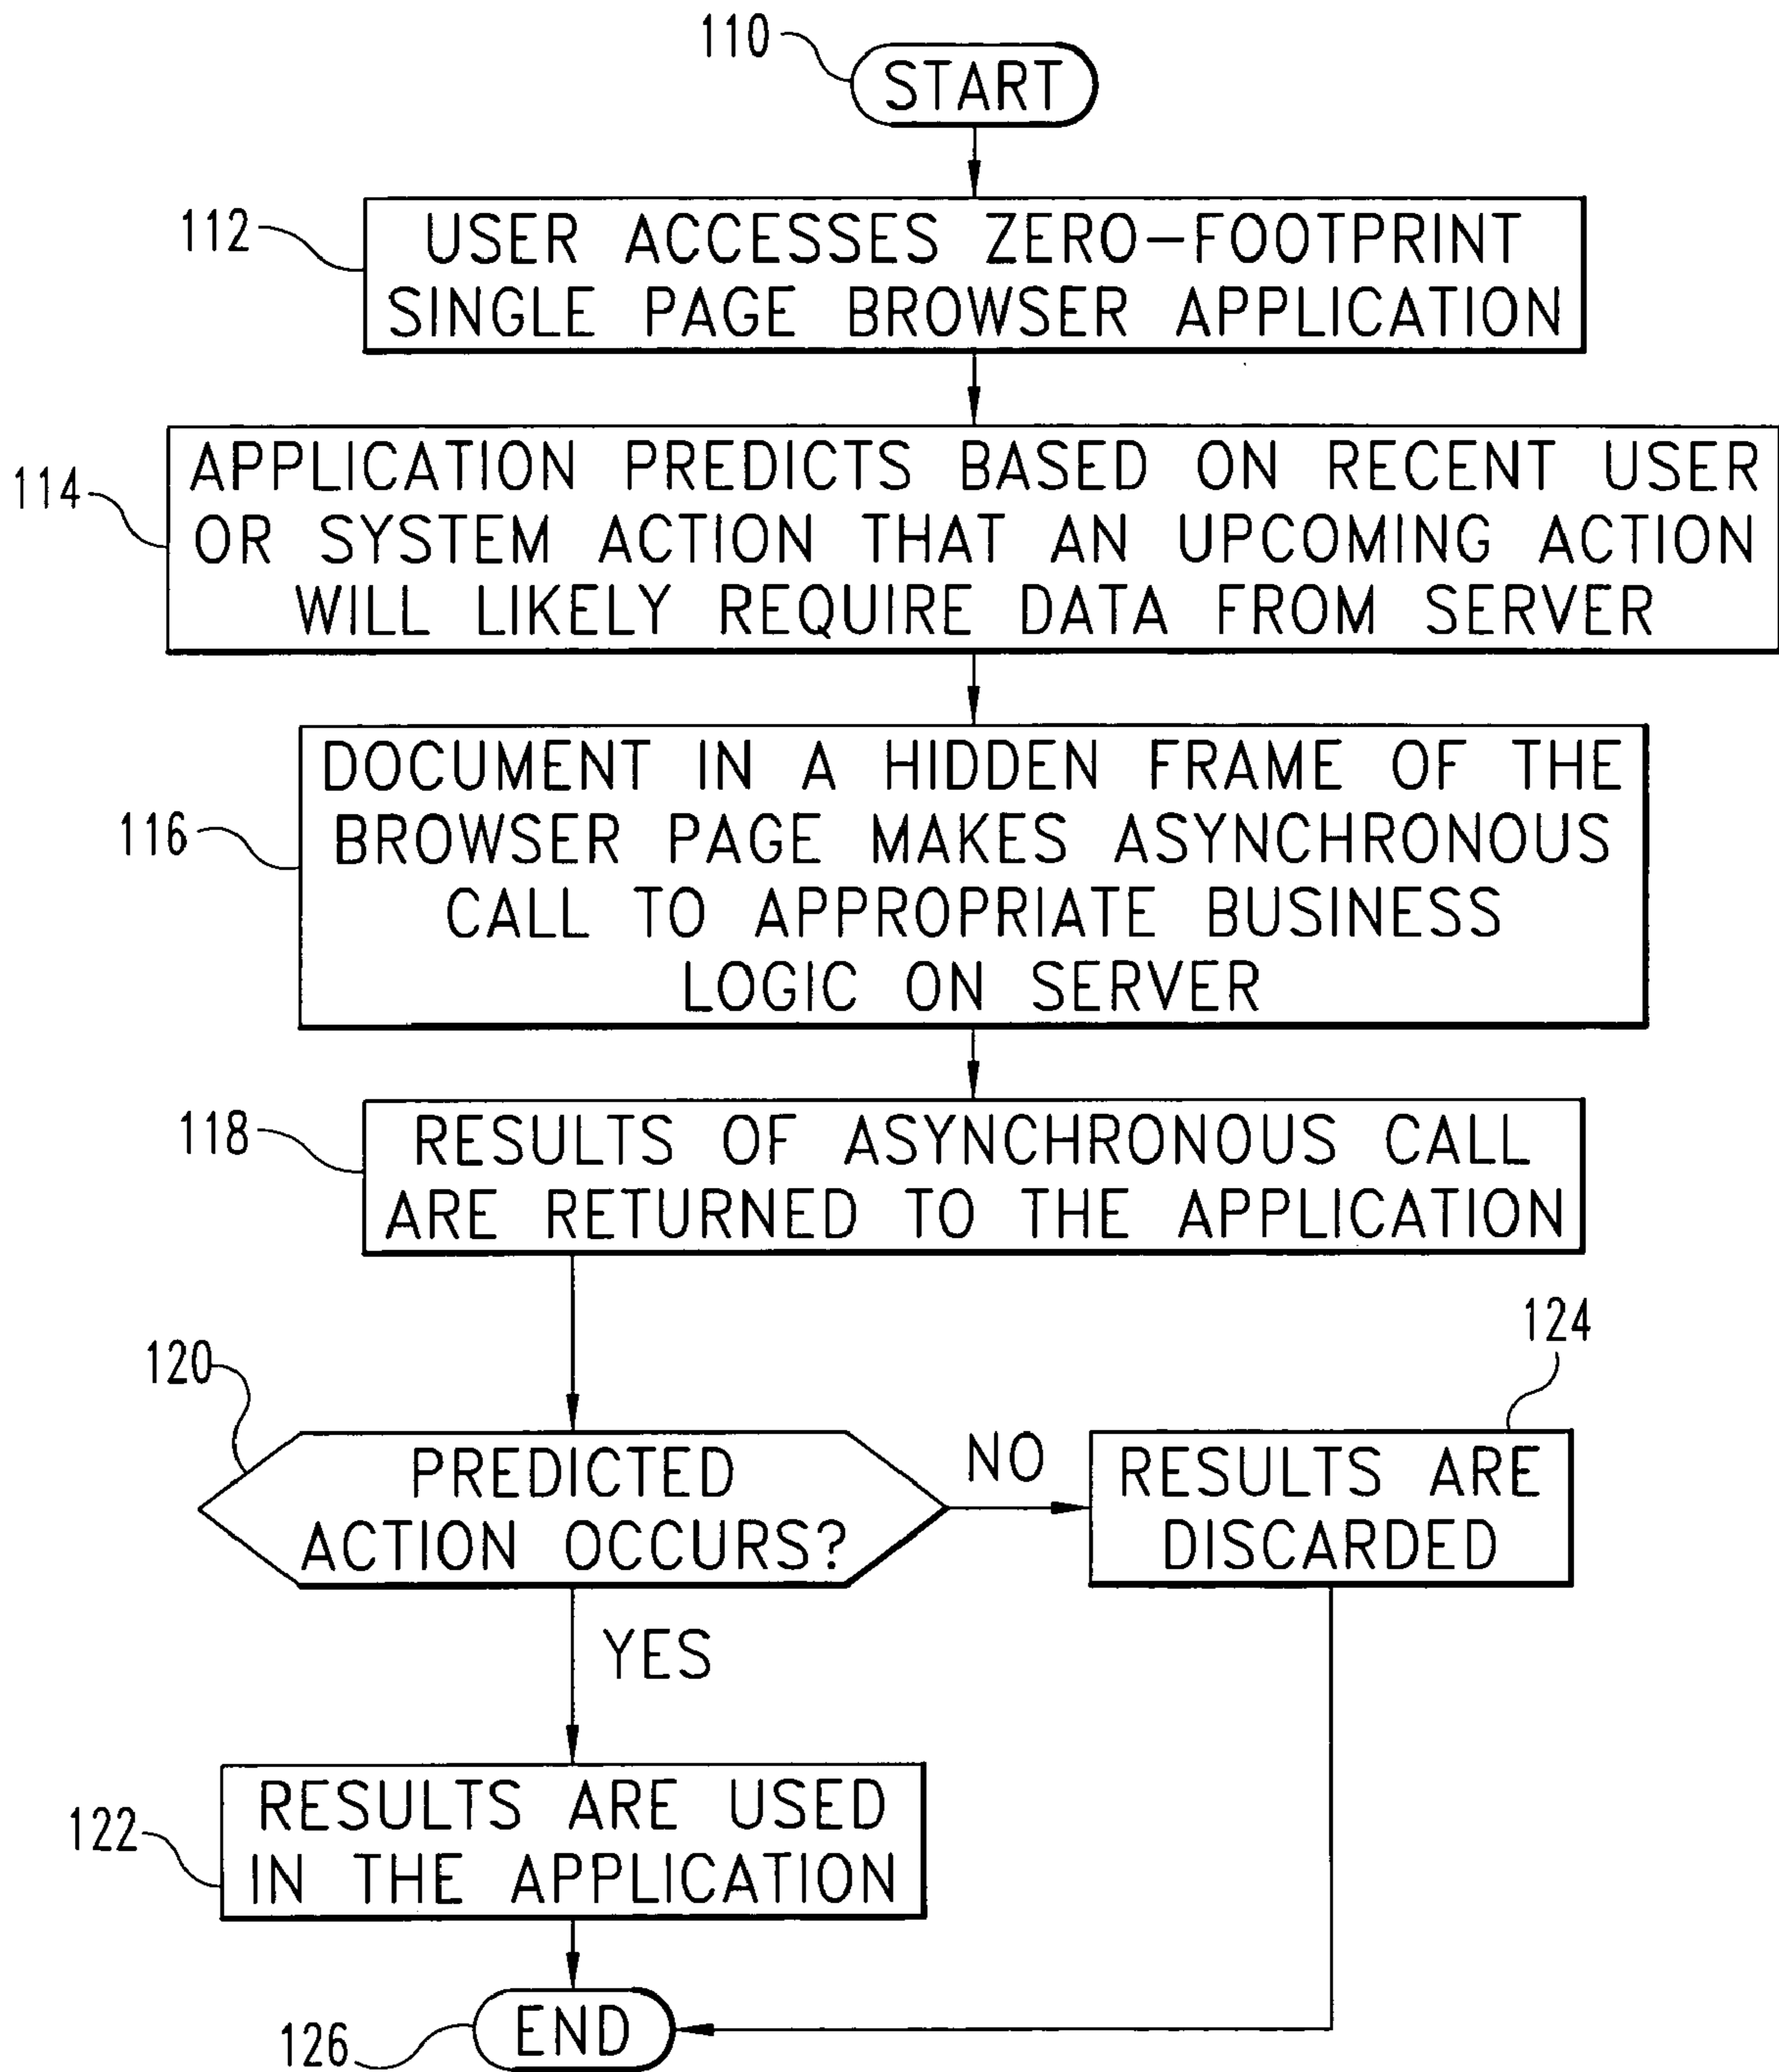 110
START
112
USER ACCESSES ZERO-FOOTPRINT
SINGLE PAGE BROWSER APPLICATION
114
APPLICATION PREDICTS BASED ON RECENT USER
OR SYSTEM ACTION THAT AN UPCOMING ACTION
WILL LIKELY REQUIRE DATA FROM SERVER
116
DOCUMENT IN A HIDDEN FRAME OF THE
BROWSER PAGE MAKES ASYNCHRONOUS
CALL TO APPROPRIATE BUSINESS
LOGIC ON SERVER
118
RESULTS OF ASYNCHRONOUS CALL
ARE RETURNED TO THE APPLICATION
120
PREDICTED
ACTION OCCURS?
NO
124
RESULTS ARE
DISCARDED
YES
122
RESULTS ARE USED
IN THE APPLICATION
126
END